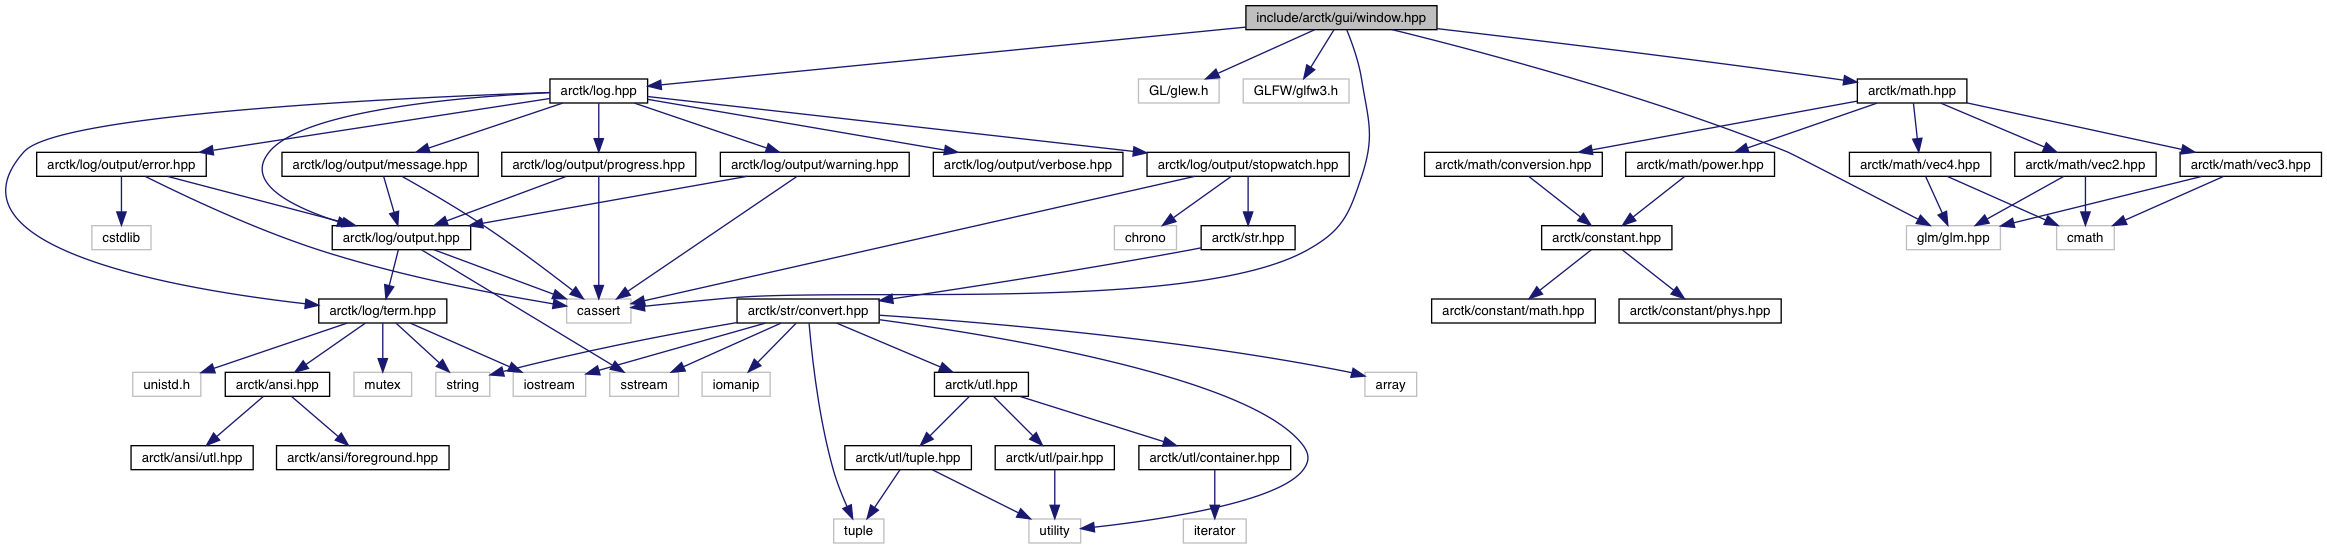 include/arctk/gui/window.hpp
arctk/log.hpp
GL/glew.h
GLFW/glfw3.h
arctk/math.hpp
arctk/log/output/error.hpp
arctk/log/output/message.hpp
arctk/log/output/progress.hpp
arctk/log/output/warning.hpp
arctk/log/output/verbose.hpp
arctk/log/output/stopwatch.hpp
arctk/math/conversion.hpp
arctk/math/power.hpp
arctk/math/vec4.hpp
arctk/math/vec2.hpp
arctk/math/vec3.hpp
cstdlib
arctk/log/output.hpp
chrono
arctk/str.hpp
arctk/constant.hpp
glm/glm.hpp
cmath
arctk/log/term.hpp
cassert
arctk/str/convert.hpp
arctk/constant/math.hpp
arctk/constant/phys.hpp
unistd.h
arctk/ansi.hpp
mutex
string
iostream
sstream
iomanip
arctk/utl.hpp
array
arctk/ansi/utl.hpp
arctk/ansi/foreground.hpp
arctk/utl/tuple.hpp
arctk/utl/pair.hpp
arctk/utl/container.hpp
tuple
utility
iterator